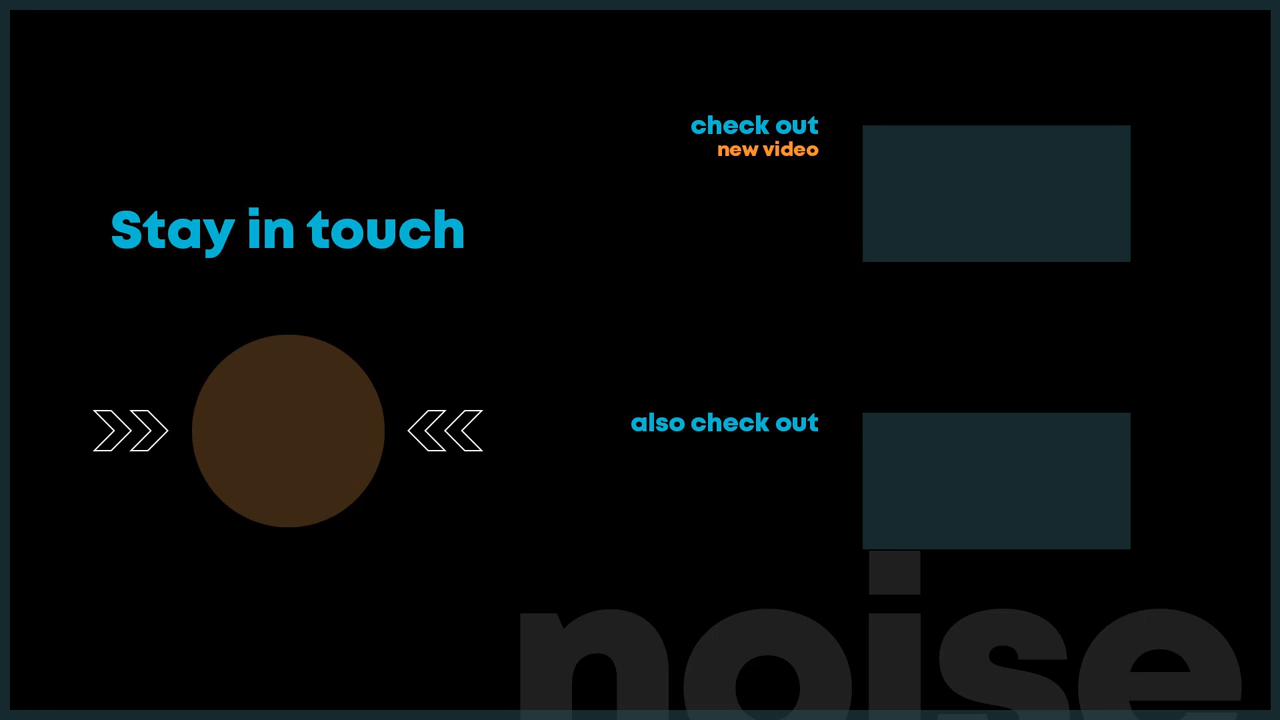 Stay in touch
check out
new video
also check out
noise